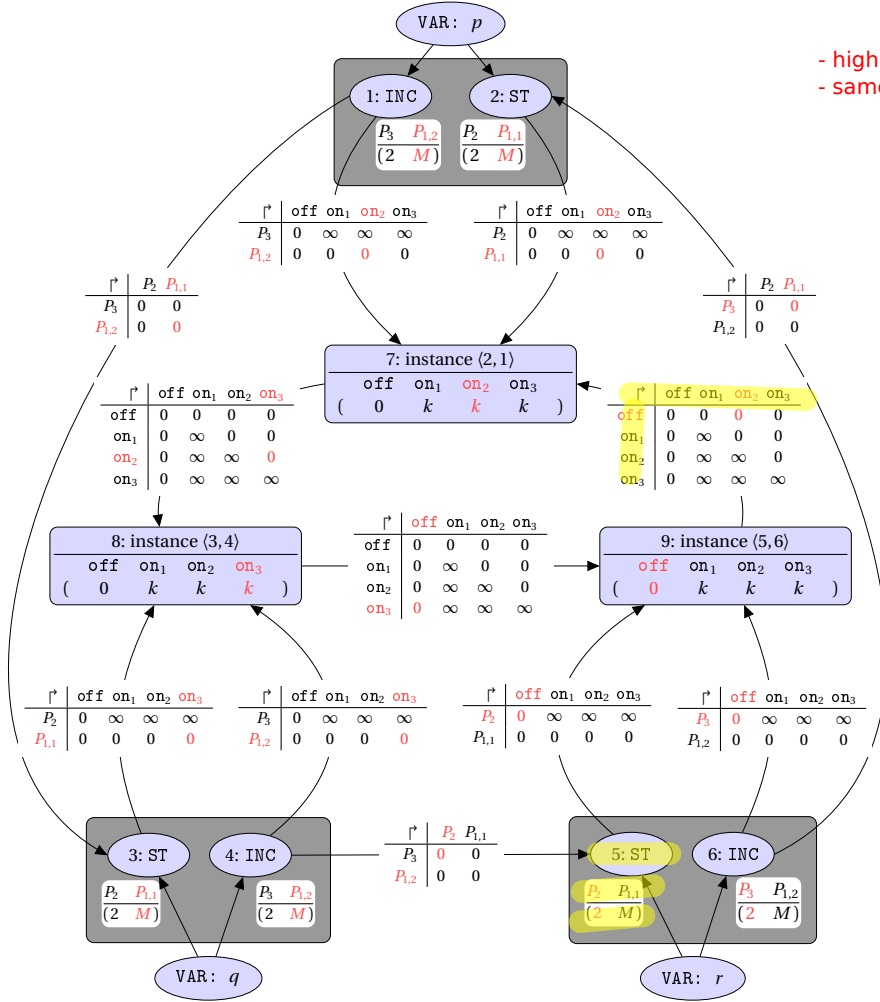 VAR: p
- high
- same
1: INC
2: ST
P₃ P₁,₂
(2 M)
P₂ P₁,₁
(2 M)
↱ off on₁ on₂ on₃
P₃ 0 ∞ ∞ ∞
P₁,₂ 0 0 0 0
↱ off on₁ on₂ on₃
P₂ 0 ∞ ∞ ∞
P₁,₁ 0 0 0 0
↱ P₂ P₁,₁
P₃ 0 0
P₁,₂ 0 0
↱ P₂ P₁,₁
P₃ 0 0
P₁,₂ 0 0
7: instance ⟨2,1⟩
off on₁ on₂ on₃
( 0 k k k )
↱ off on₁ on₂ on₃
off 0 0 0 0
on₁ 0 ∞ 0 0
on₂ 0 ∞ ∞ 0
on₃ 0 ∞ ∞ ∞
↱ off on₁ on₂ on₃
off 0 0 0 0
on₁ 0 ∞ 0 0
on₂ 0 ∞ ∞ 0
on₃ 0 ∞ ∞ ∞
8: instance ⟨3,4⟩
off on₁ on₂ on₃
( 0 k k k )
↱ off on₁ on₂ on₃
off 0 0 0 0
on₁ 0 ∞ 0 0
on₂ 0 ∞ ∞ 0
on₃ 0 ∞ ∞ ∞
9: instance ⟨5,6⟩
off on₁ on₂ on₃
( 0 k k k )
↱ off on₁ on₂ on₃
P₂ 0 ∞ ∞ ∞
P₁,₁ 0 0 0 0
↱ off on₁ on₂ on₃
P₃ 0 ∞ ∞ ∞
P₁,₂ 0 0 0 0
↱ off on₁ on₂ on₃
P₂ 0 ∞ ∞ ∞
P₁,₁ 0 0 0 0
↱ off on₁ on₂ on₃
P₃ 0 ∞ ∞ ∞
P₁,₂ 0 0 0 0
3: ST
4: INC
P₂ P₁,₁
(2 M)
P₃ P₁,₂
(2 M)
↱ P₂ P₁,₁
P₃ 0 0
P₁,₂ 0 0
5: ST
6: INC
P₂ P₁,₁
(2 M)
P₃ P₁,₂
(2 M)
VAR: q
VAR: r